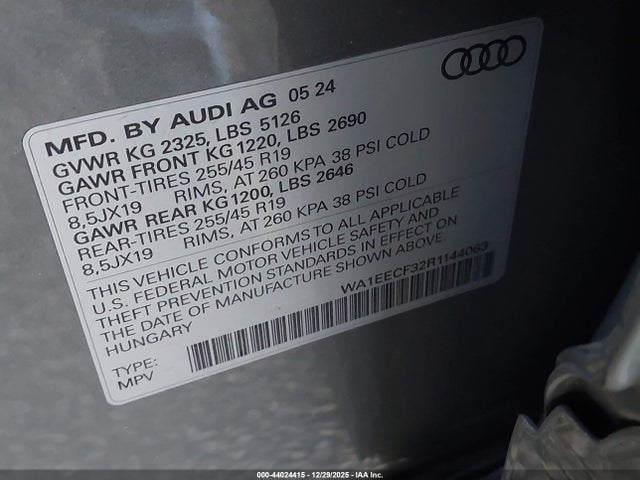 MFD. BY AUDI AG 05 24
GVWR KG 2325, LBS 5126
GAWR FRONT KG 1220, LBS 2690
FRONT-TIRES 255/45 R19
8,5JX19 RIMS, AT 260 KPA 38 PSI COLD
GAWR REAR KG 1200, LBS 2646
REAR-TIRES 255/45 R19
8,5JX19 RIMS, AT 260 KPA 38 PSI COLD
THIS VEHICLE CONFORMS TO ALL APPLICABLE
U.S. FEDERAL MOTOR VEHICLE SAFETY AND
THEFT PREVENTION STANDARDS IN EFFECT ON
THE DATE OF MANUFACTURE SHOWN ABOVE.
HUNGARY
WA1EECF32R1144063
TYPE:
MPV
000-44024415 - 12/29/2025 - IAA Inc.